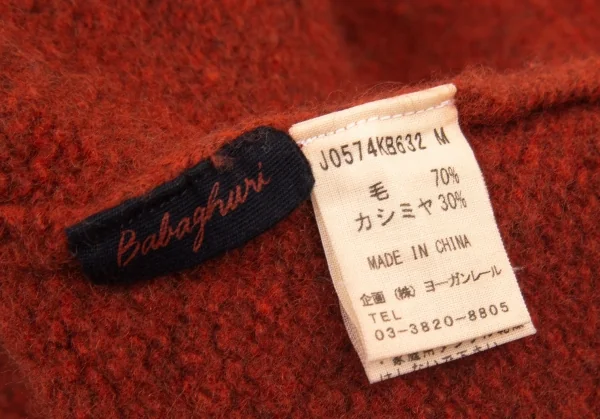 Babaghuri
J0574KB632 M
毛 70%
カシミヤ 30%
MADE IN CHINA
企画 (株) ヨーガンレール
TEL
03-3820-8805